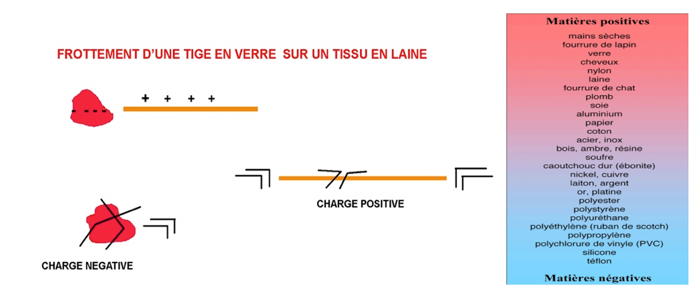 FROTTEMENT D'UNE TIGE EN VERRE SUR UN TISSU EN LAINE
+ + + +
- - - -
CHARGE POSITIVE
CHARGE NEGATIVE
Matières positives
mains sèches
fourrure de lapin
verre
cheveux
nylon
laine
fourrure de chat
plomb
soie
aluminium
papier
coton
acier, inox
bois, ambre, résine
soufre
caoutchouc dur (ébonite)
nickel, cuivre
laiton, argent
or, platine
polyester
polystyrène
polyuréthane
polyéthylène (ruban de scotch)
polypropylène
polychlorure de vinyle (PVC)
silicone
téflon
Matières négatives